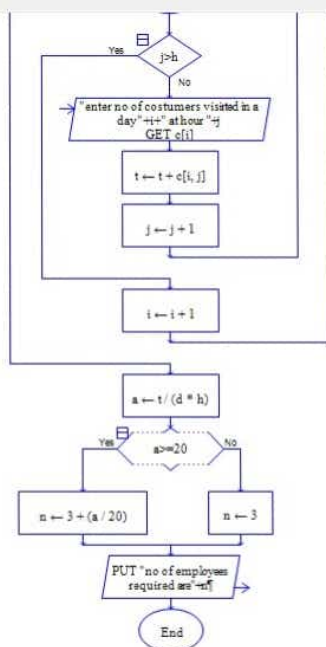 Yes
j>h
No
"enter no of costumers visitred in a
day"+i+" at hour "+j
GET c[i]
t ← t + c[i, j]
j ← j + 1
i ← i + 1
a ← t / (d * h)
Yes
a>=20
No
n ← 3 + (a / 20)
n ← 3
PUT "no of employees
required are"+n¶
End